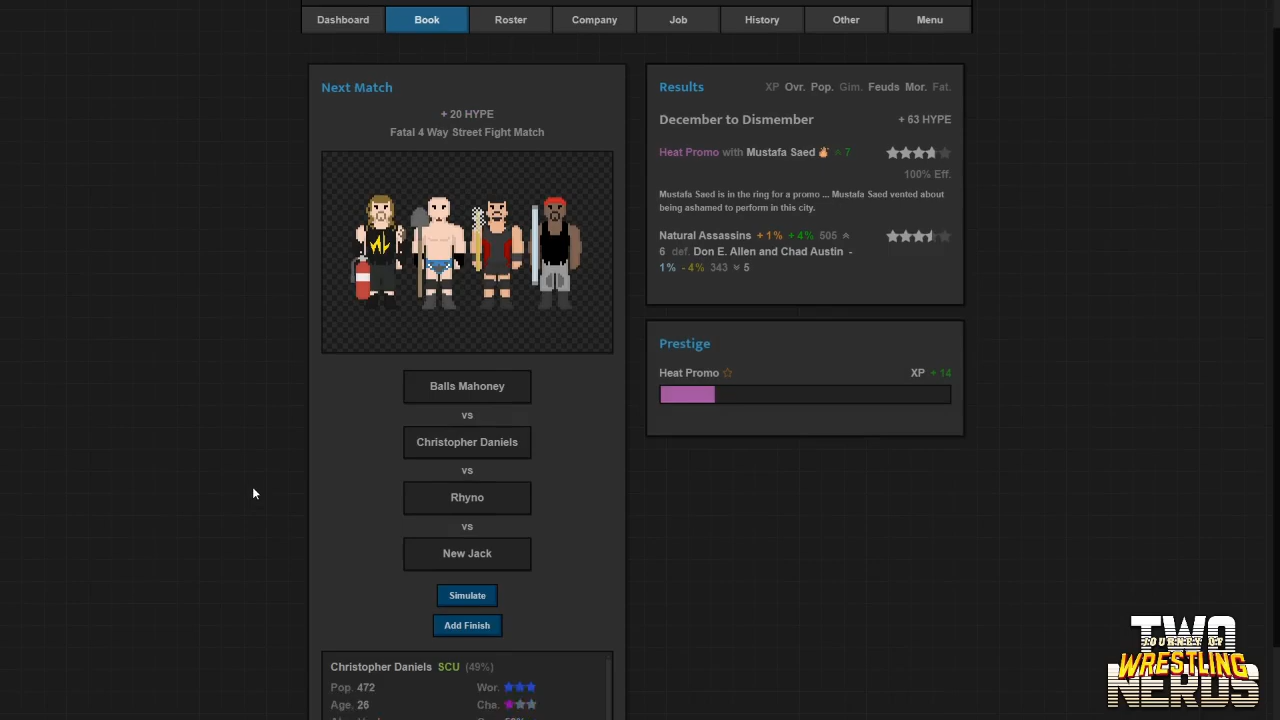 Dashboard
Book
Roster
Company
Job
History
Other
Menu
Next Match
+ 20 HYPE
Fatal 4 Way Street Fight Match
Balls Mahoney
vs
Christopher Daniels
vs
Rhyno
vs
New Jack
Simulate
Add Finish
Christopher Daniels SCU (49%)
Pop. 472 Wor.
Age. 26 Cha.
Results XP Ovr. Pop. Gim. Feuds Mor. Fat.
December to Dismember + 63 HYPE
Heat Promo with Mustafa Saed 7
100% Eff.
Mustafa Saed is in the ring for a promo ... Mustafa Saed vented about
being ashamed to perform in this city.
Natural Assassins + 1% + 4% 506
6 def. Don E. Allen and Chad Austin -
1% - 4% 343 5
Prestige
Heat Promo XP + 14
TWO
JOURNEY OF
WRESTLING
NERDS